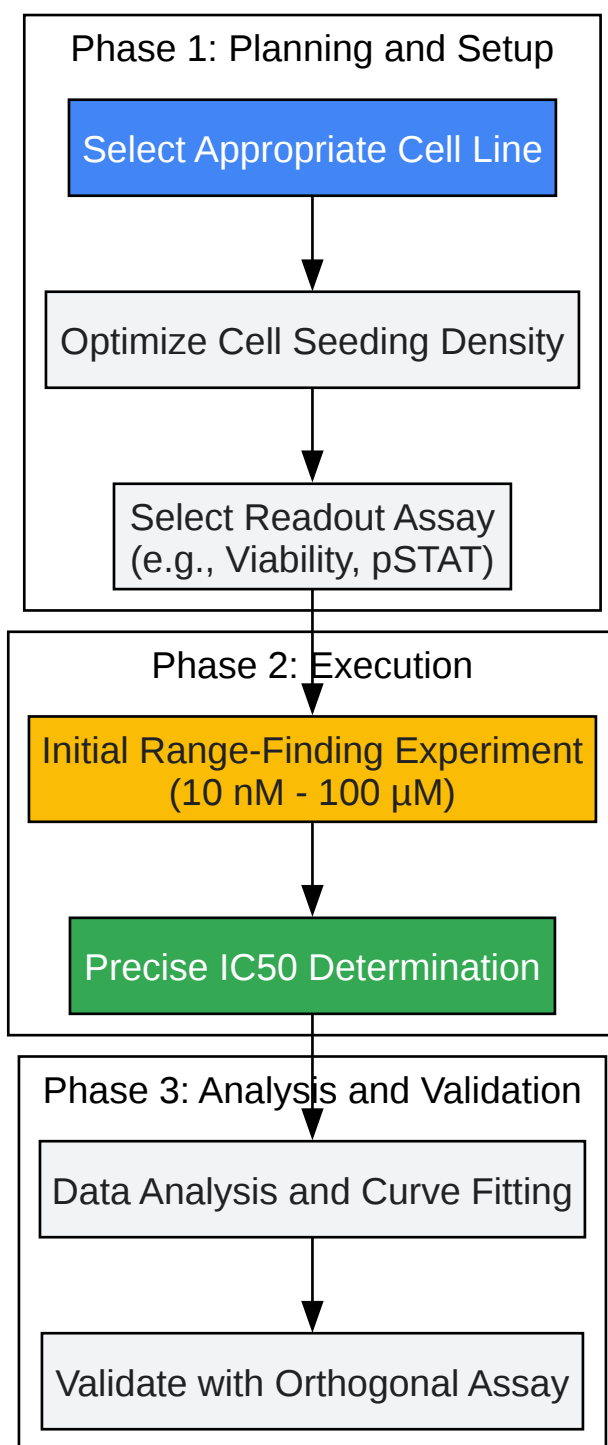 Phase 1: Planning and Setup
Select Appropriate Cell Line
Optimize Cell Seeding Density
Select Readout Assay
(e.g., Viability, pSTAT)
Phase 2: Execution
Initial Range-Finding Experiment
(10 nM - 100 µM)
Precise IC50 Determination
Phase 3: Analysis and Validation
Data Analysis and Curve Fitting
Validate with Orthogonal Assay